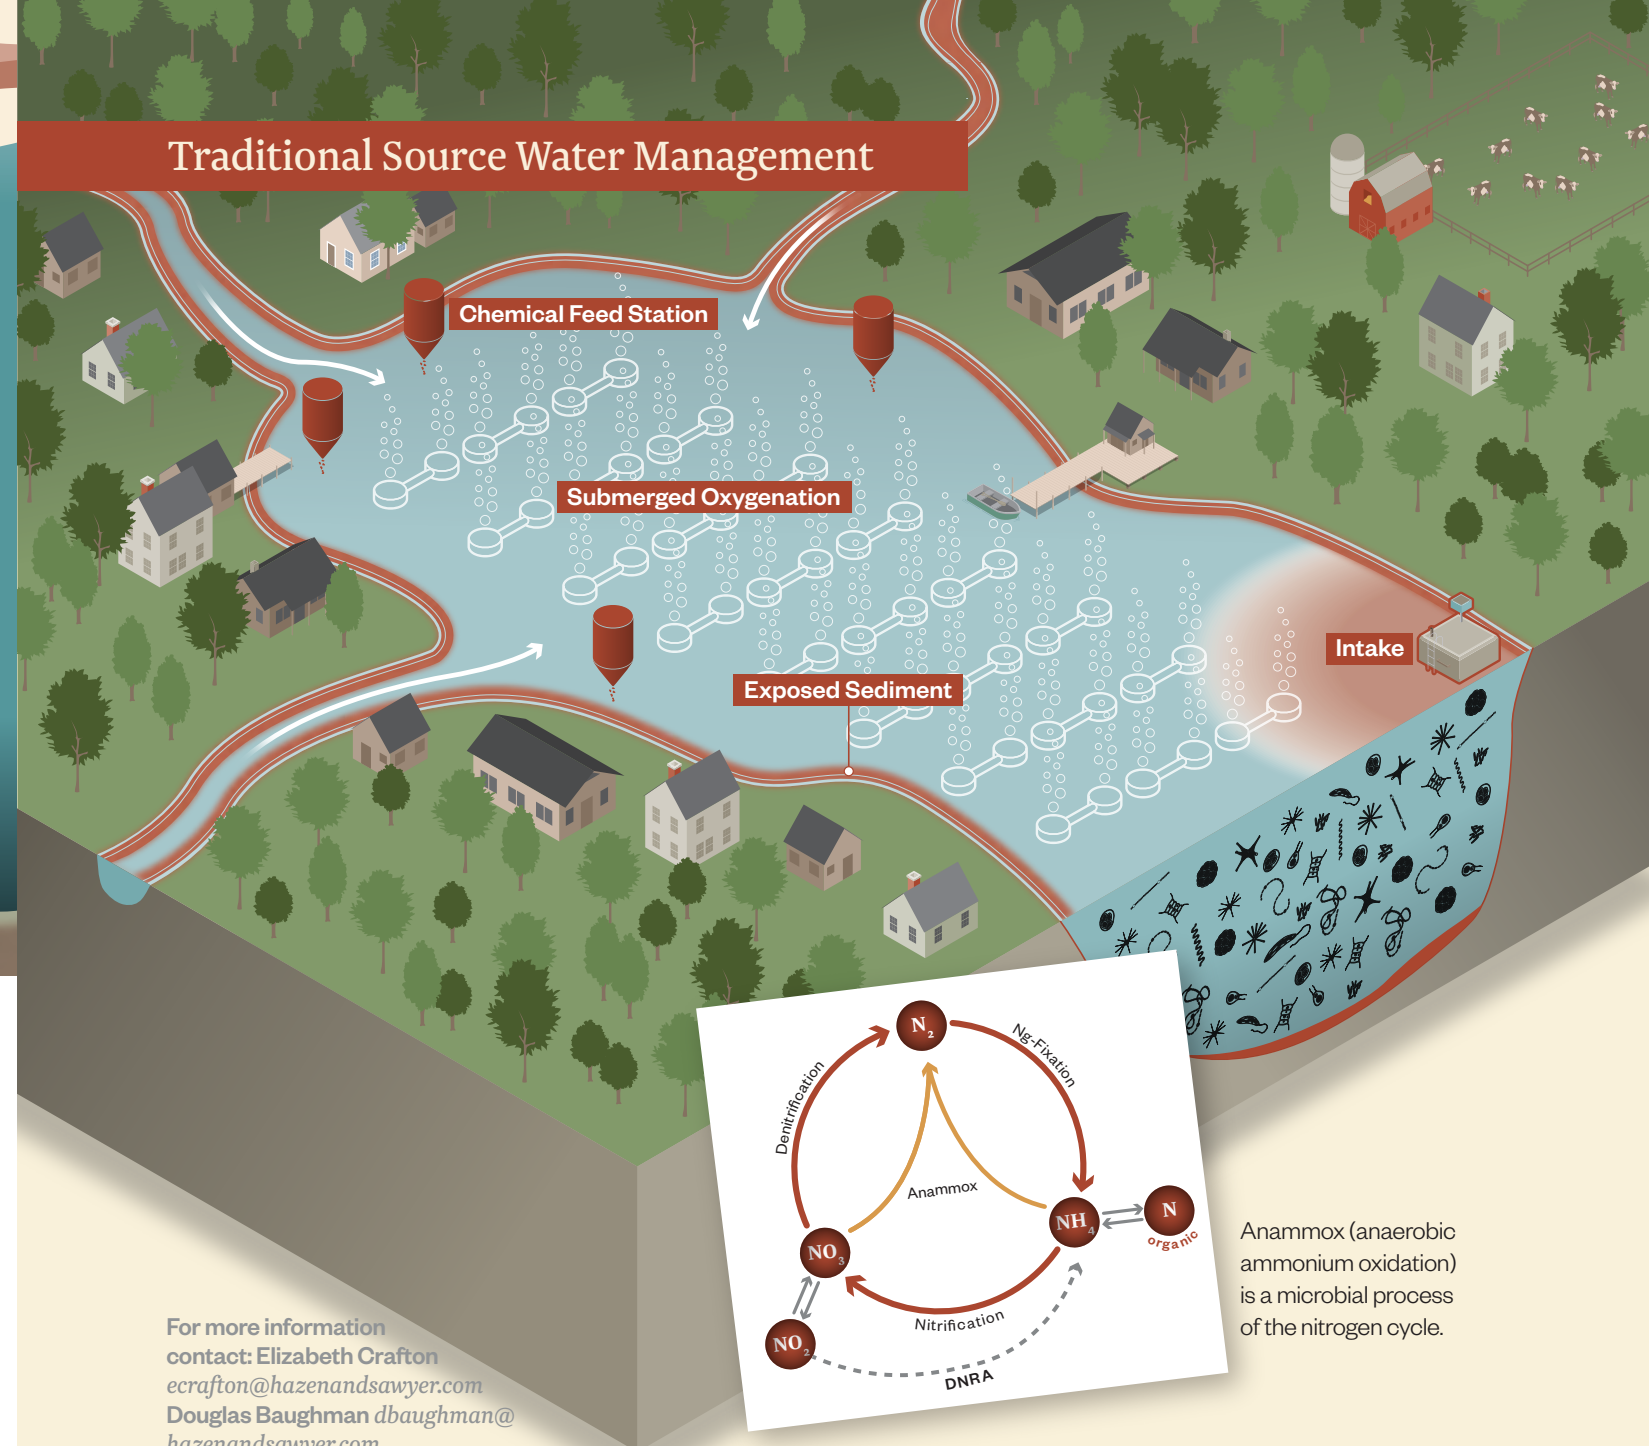 Traditional Source Water Management
Chemical Feed Station
Submerged Oxygenation
Exposed Sediment
Intake
N₂
Ng-Fixation
Denitrification
Anammox
NH₄
N
organic
NO₃
Nitrification
NO₂
DNRA
Anammox (anaerobic
ammonium oxidation)
is a microbial process
of the nitrogen cycle.
For more information
contact: Elizabeth Crafton
ecrafton@hazenandsawyer.com
Douglas Baughman dbaughman@
hazenandsawyer.com